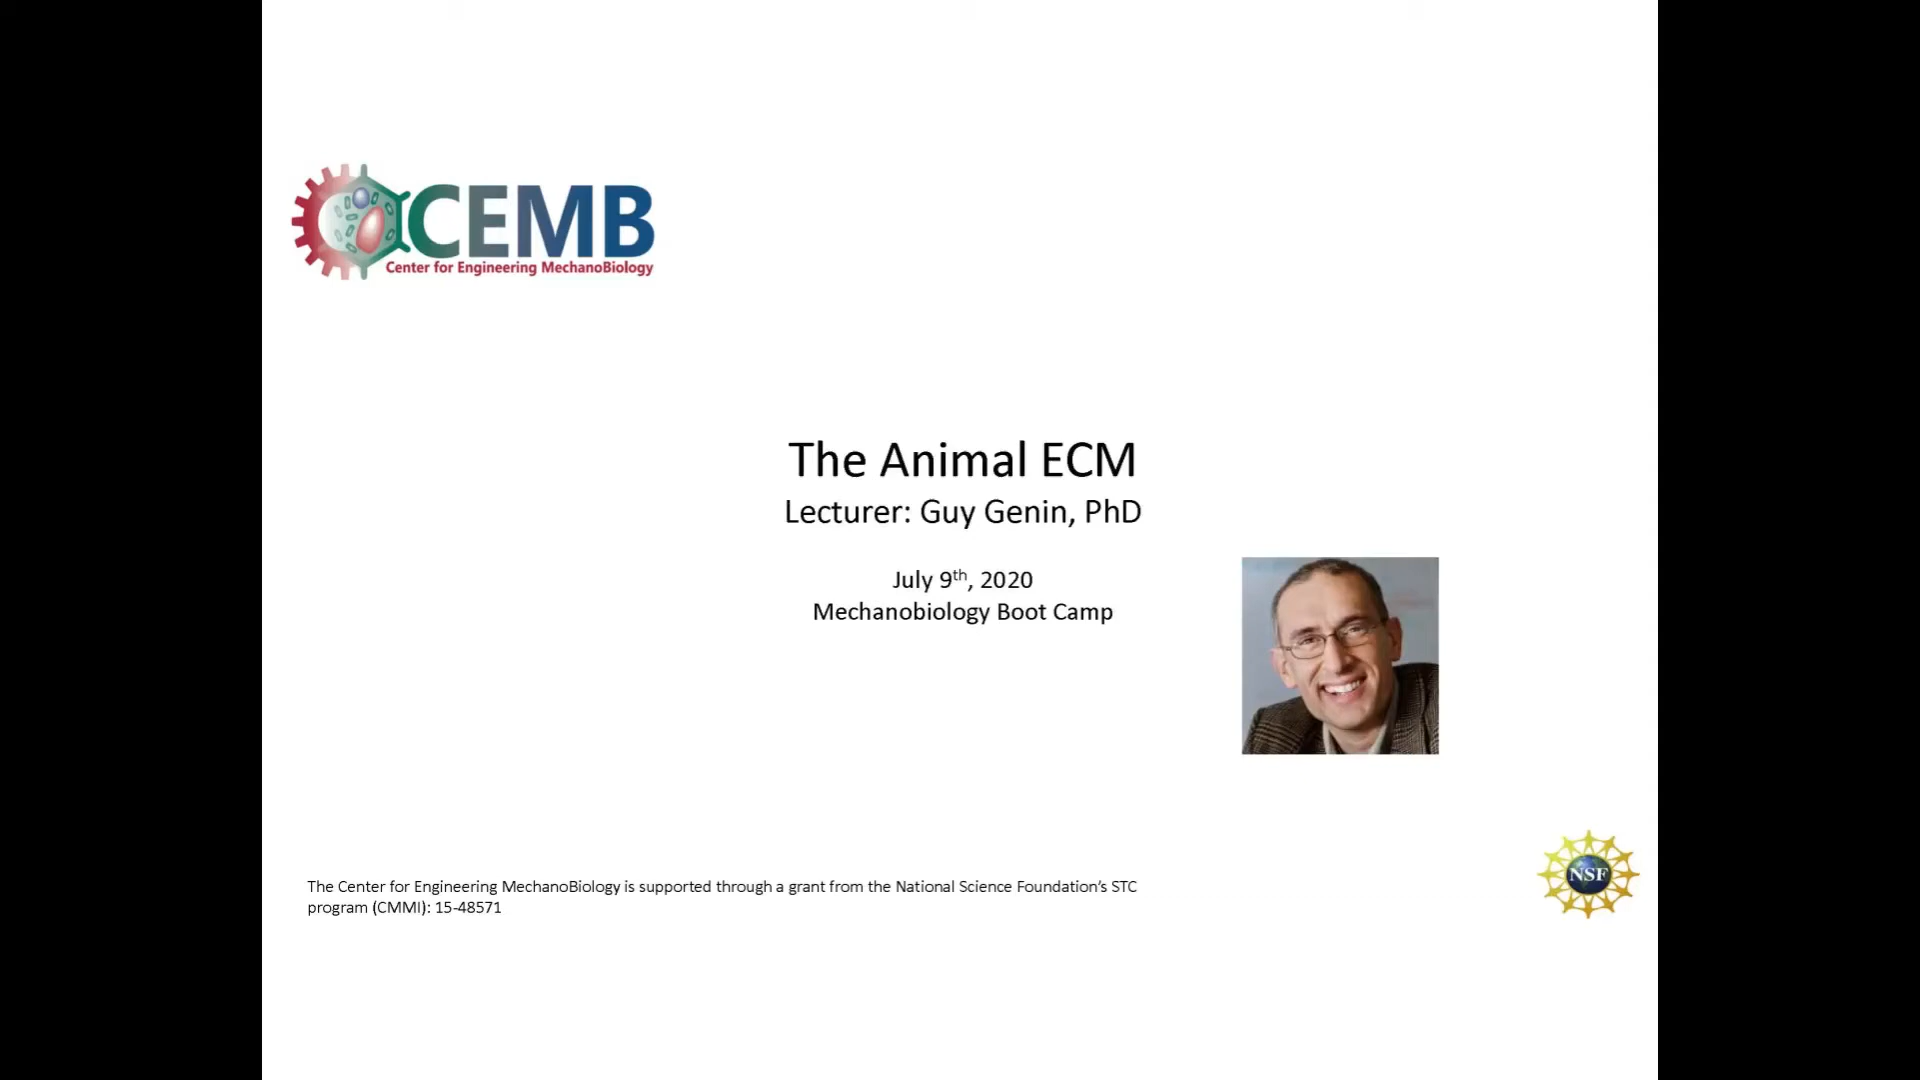 CEMB
Center for Engineering MechanoBiology
The Animal ECM
Lecturer: Guy Genin, PhD
July 9th, 2020
Mechanobiology Boot Camp
NSF
The Center for Engineering MechanoBiology is supported through a grant from the National Science Foundation’s STC
program (CMMI): 15-48571